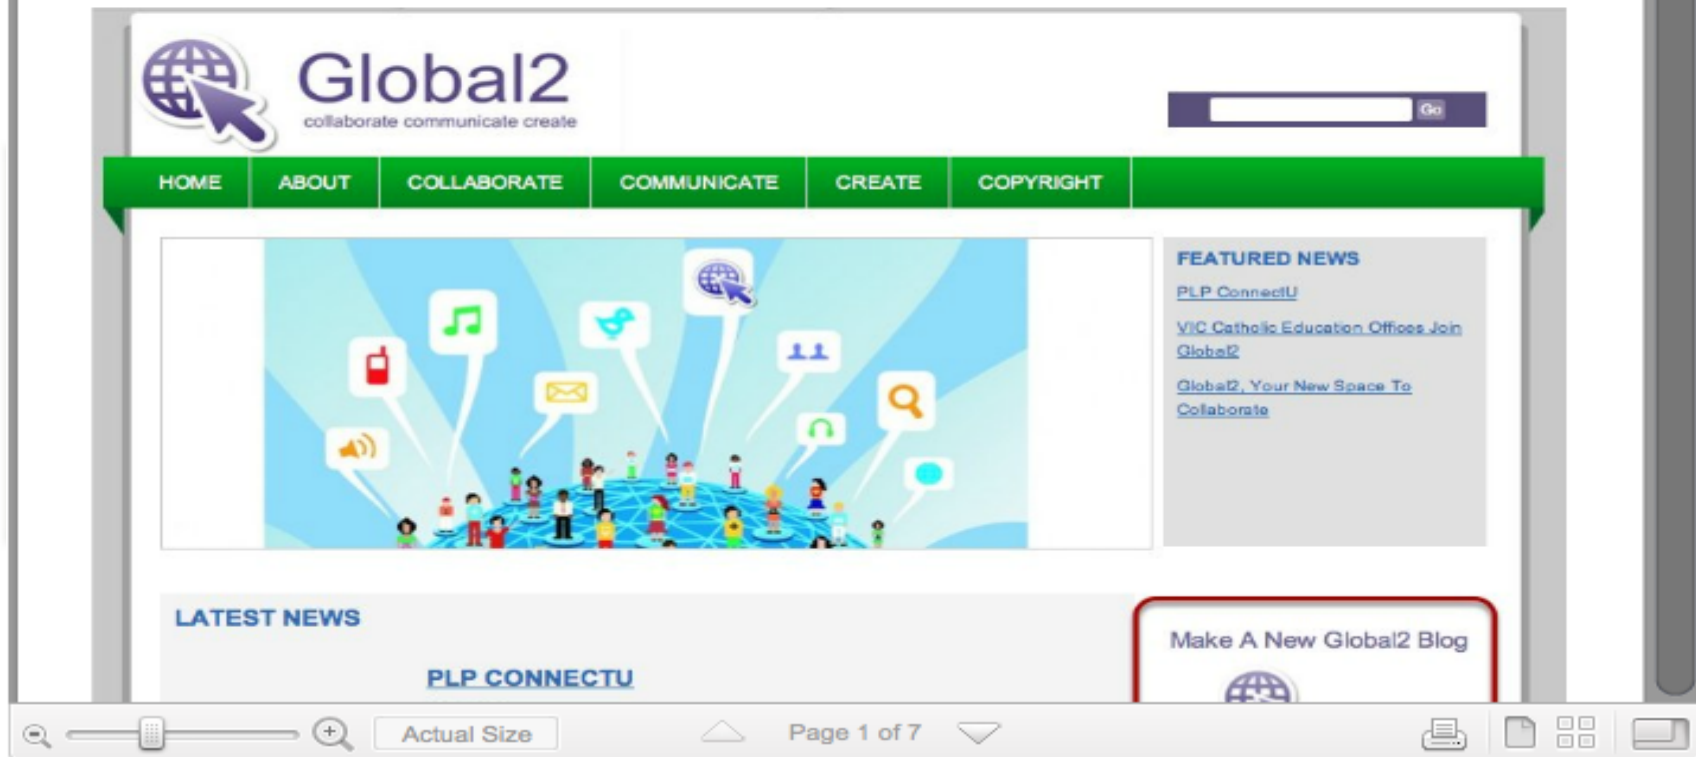 Global2
collaborate communicate create
Go
HOME ABOUT COLLABORATE COMMUNICATE CREATE COPYRIGHT
FEATURED NEWS
PLP ConnectU
VIC Catholic Education Offices Join
Global2
Global2, Your New Space To
Collaborate
LATEST NEWS
PLP CONNECTU
Make A New Global2 Blog
Actual Size
Page 1 of 7